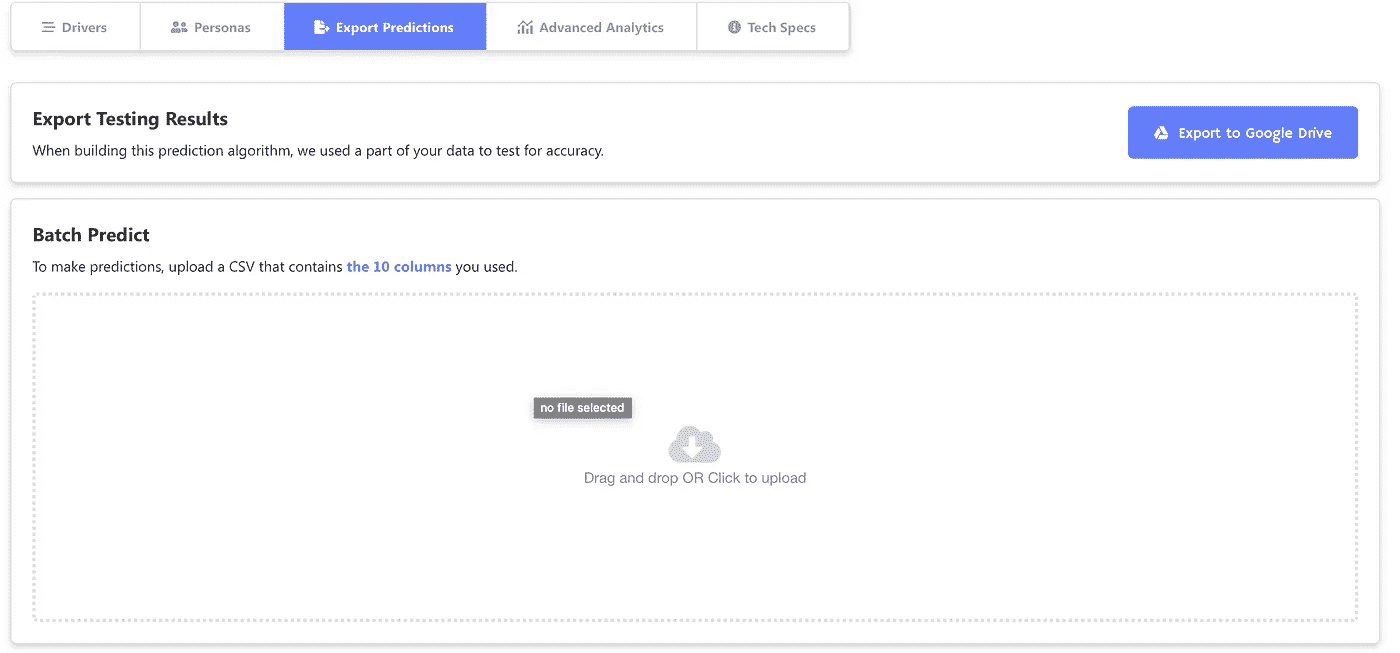 Drivers
Personas
Export Predictions
Advanced Analytics
Tech Specs
Export Testing Results
When building this prediction algorithm, we used a part of your data to test for accuracy.
Export to Google Drive
Batch Predict
To make predictions, upload a CSV that contains the 10 columns you used.
no file selected
Drag and drop OR Click to upload